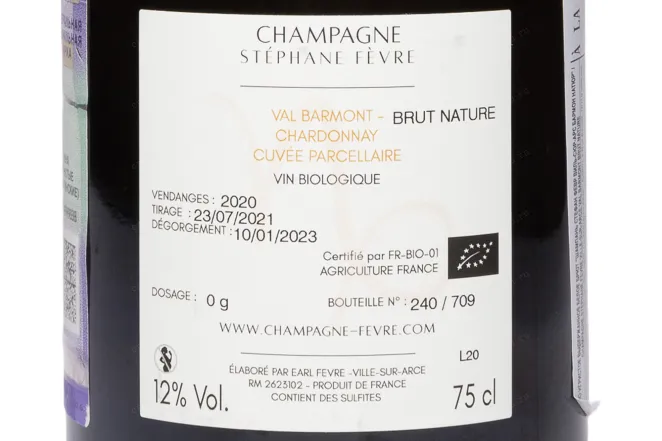 CHAMPAGNE
STÉPHANE FÈVRE
VAL BARMONT - BRUT NATURE
CHARDONNAY
CUVÉE PARCELLAIRE
VIN BIOLOGIQUE
VENDANGES : 2020
TIRAGE : 23/07/2021
DÉGORGEMENT : 10/01/2023
Certifié par FR-BIO-01
AGRICULTURE FRANCE
DOSAGE : 0 g
BOUTEILLE N° : 240 / 709
WWW.CHAMPAGNE-FEVRE.COM
L20
ÉLABORÉ PAR EARL FEVRE -VILLE-SUR-ARCE
RM 2623102 - PRODUIT DE FRANCE
CONTIENT DES SULFITES
12% Vol.
75 cl
À LA